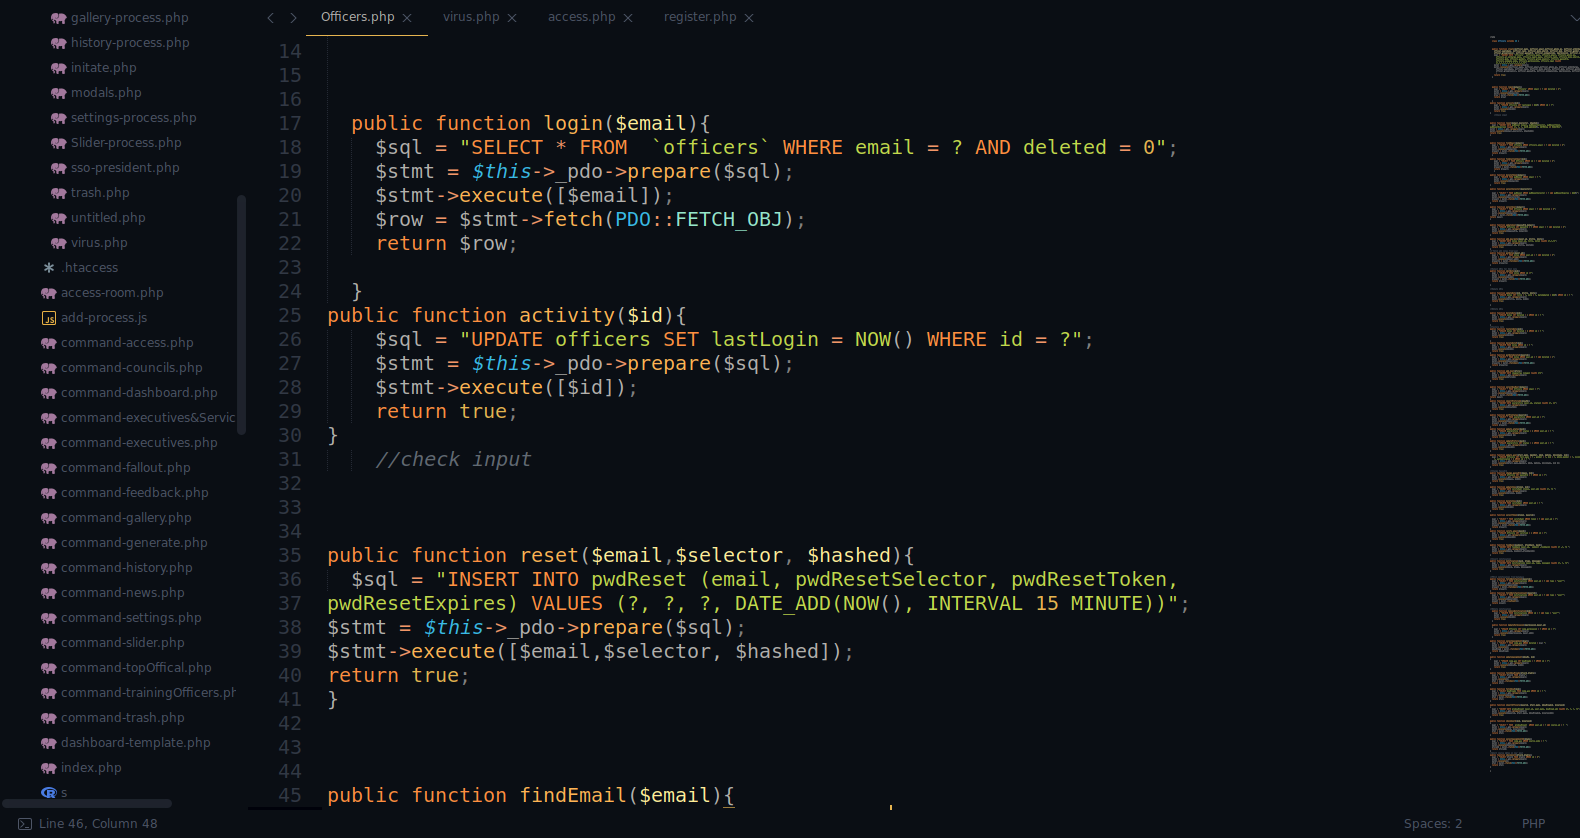 gallery-process.php
history-process.php
initate.php
modals.php
settings-process.php
Slider-process.php
sso-president.php
trash.php
untitled.php
virus.php
.htaccess
access-room.php
add-process.js
command-access.php
command-councils.php
command-dashboard.php
command-executives&Servic
command-executives.php
command-fallout.php
command-feedback.php
command-gallery.php
command-generate.php
command-history.php
command-news.php
command-settings.php
command-slider.php
command-topOffical.php
command-trainingOfficers.ph
command-trash.php
dashboard-template.php
index.php
s
Officers.php × virus.php × access.php × register.php ×
14
15
16
17 public function login($email){
18 $sql = "SELECT * FROM  `officers` WHERE email = ? AND deleted = 0";
19 $stmt = $this->_pdo->prepare($sql);
20 $stmt->execute([$email]);
21 $row = $stmt->fetch(PDO::FETCH_OBJ);
22 return $row;
23
24 }
25 public function activity($id){
26 $sql = "UPDATE officers SET lastLogin = NOW() WHERE id = ?";
27 $stmt = $this->_pdo->prepare($sql);
28 $stmt->execute([$id]);
29 return true;
30 }
31 //check input
32
33
34
35 public function reset($email,$selector, $hashed){
36 $sql = "INSERT INTO pwdReset (email, pwdResetSelector, pwdResetToken,
37 pwdResetExpires) VALUES (?, ?, ?, DATE_ADD(NOW(), INTERVAL 15 MINUTE))";
38 $stmt = $this->_pdo->prepare($sql);
39 $stmt->execute([$email,$selector, $hashed]);
40 return true;
41 }
42
43
44
45 public function findEmail($email){
Line 46, Column 48 Spaces: 2 PHP